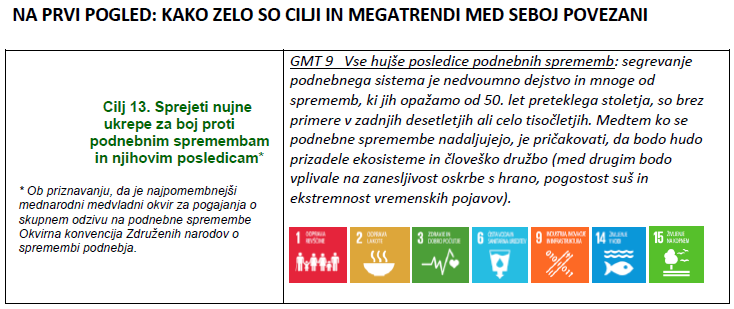 NA PRVI POGLED: KAKO ZELO SO CILJI IN MEGATRENDI MED SEBOJ POVEZANI
Cilj 13. Sprejeti nujne
ukrepe za boj proti
podnebnim spremembam
in njihovim posledicam*
* Ob priznavanju, da je najpomembnejši
mednarodni medvladni okvir za pogajanja o
skupnem odzivu na podnebne spremembe
Okvirna konvencija Združenih narodov o
spremembi podnebja.
GMT 9 Vse hujše posledice podnebnih sprememb: segrevanje
podnebnega sistema je nedvoumno dejstvo in mnoge od
sprememb, ki jih opažamo od 50. let preteklega stoletja, so brez
primere v zadnjih desetletjih ali celo tisočletjih. Medtem ko se
podnebne spremembe nadaljujejo, je pričakovati, da bodo hudo
prizadele ekosisteme in človeško družbo (med drugim bodo
vplivale na zanesljivost oskrbe s hrano, pogostost suš in
ekstremnost vremenskih pojavov).
1 ODPRAVA
REVŠČINE
2 ODPRAVA
LAKOTE
3 ZDRAVJE IN
DOBRO POČUTJE
6
9 INDUSTRIJA, INOVACIJE
IN INFRASTRUKTURA
14 ŽIVLJENJE
V VODI
15 ŽIVLJENJE
NA KOPNEM